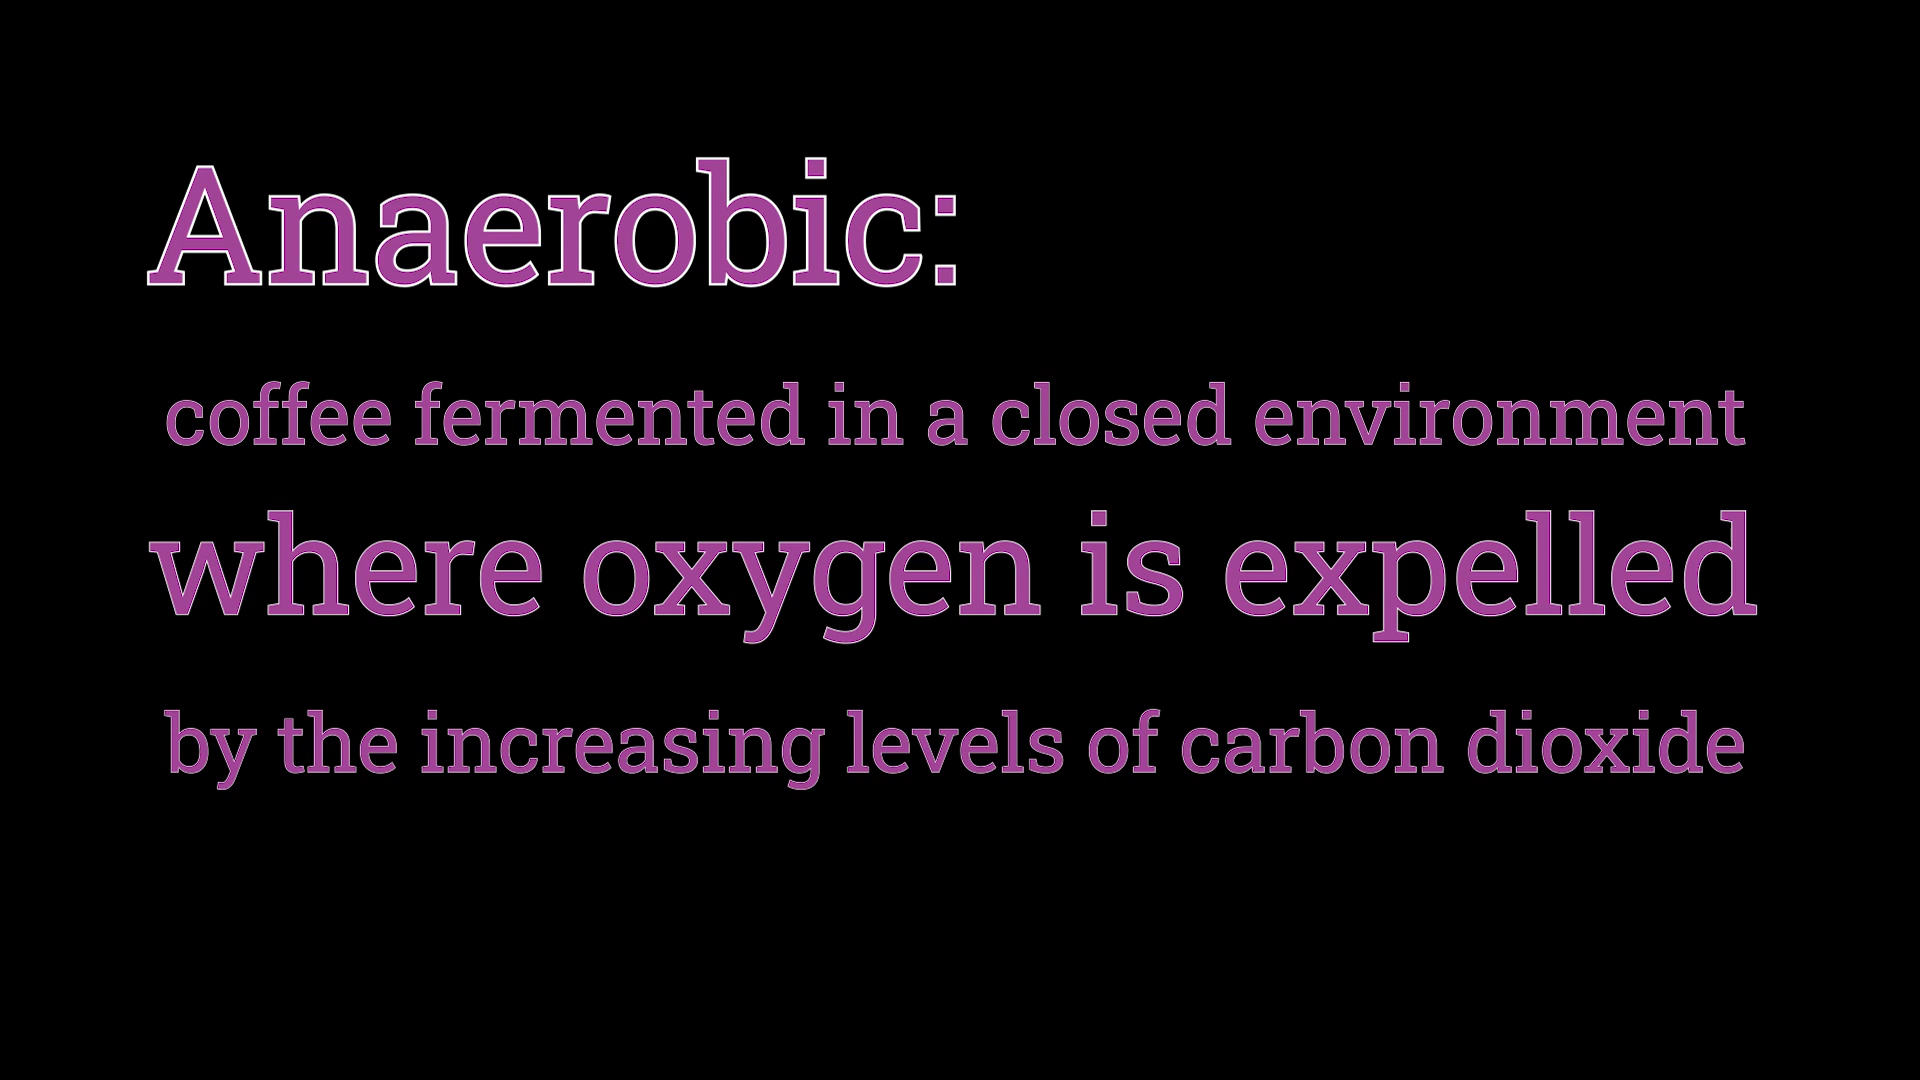 Anaerobic:
coffee fermented in a closed environment
where oxygen is expelled
by the increasing levels of carbon dioxide